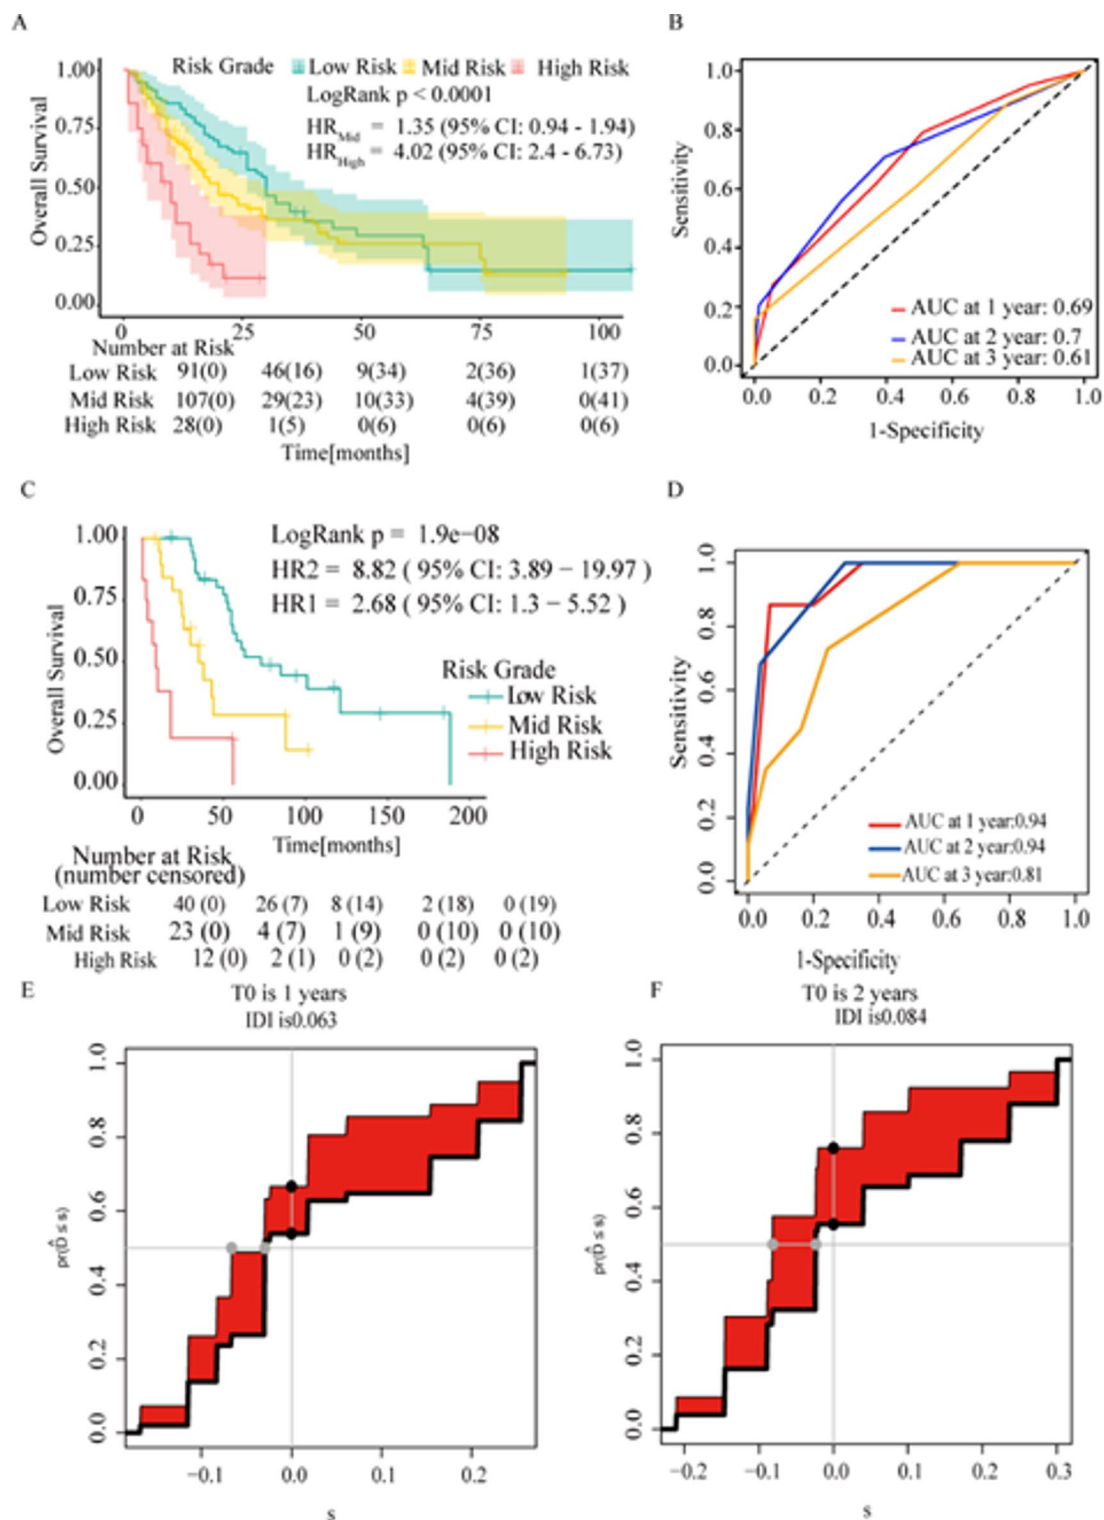 A
Risk Grade Low Risk Mid Risk High Risk
LogRank p < 0.0001
HRMid = 1.35 (95% CI: 0.94 - 1.94)
HRHigh = 4.02 (95% CI: 2.4 - 6.73)
Overall Survival
1.00
0.75
0.50
0.25
0.00
0 25 50 75 100
Number at Risk
Low Risk 91(0) 46(16) 9(34) 2(36) 1(37)
Mid Risk 107(0) 29(23) 10(33) 4(39) 0(41)
High Risk 28(0) 1(5) 0(6) 0(6) 0(6)
Time[months]
B
Sensitivity
1.0
0.8
0.6
0.4
0.2
0.0
AUC at 1 year: 0.69
AUC at 2 year: 0.7
AUC at 3 year: 0.61
0.0 0.2 0.4 0.6 0.8 1.0
1-Specificity
C
LogRank p = 1.9e−08
HR2 = 8.82 ( 95% CI: 3.89 − 19.97 )
HR1 = 2.68 ( 95% CI: 1.3 − 5.52 )
Risk Grade
Low Risk
Mid Risk
High Risk
Overall Survival
1.00
0.75
0.50
0.25
0.00
0 50 100 150 200
Time[months]
Number at Risk
(number censored)
Low Risk 40 (0) 26 (7) 8 (14) 2 (18) 0 (19)
Mid Risk 23 (0) 4 (7) 1 (9) 0 (10) 0 (10)
High Risk 12 (0) 2 (1) 0 (2) 0 (2) 0 (2)
D
Sensitivity
1.0
0.8
0.6
0.4
0.2
0.0
AUC at 1 year:0.94
AUC at 2 year:0.94
AUC at 3 year:0.81
0.0 0.2 0.4 0.6 0.8 1.0
1-Specificity
E
T0 is 1 years
IDI is0.063
pr(D̂ ≤ s)
1.0
0.8
0.6
0.4
0.2
0.0
−0.1 0.0 0.1 0.2
s
F
T0 is 2 years
IDI is0.084
pr(D̂ ≤ s)
1.0
0.8
0.6
0.4
0.2
0.0
−0.2 −0.1 0.0 0.1 0.2 0.3
s